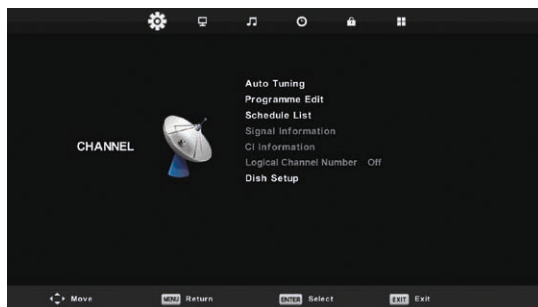 Auto Tuning
Programme Edit
Schedule List
Signal Information
CHANNEL
CI Information
Logical Channel Number Off
Dish Setup
Move MENU Return ENTER Select EXIT Exit